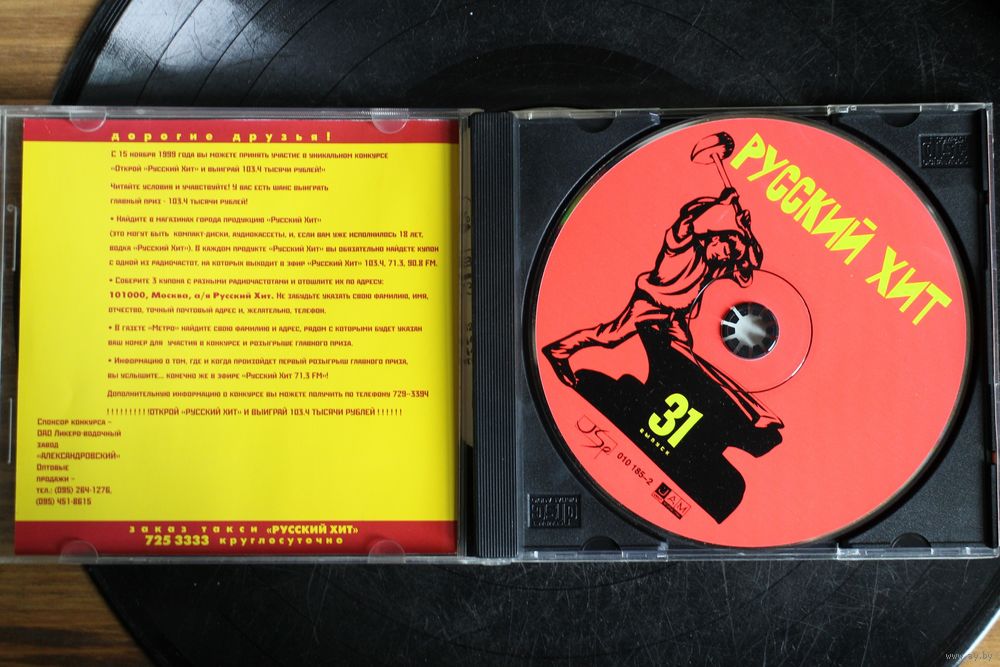 дорогие друзья!
С 15 ноября 1999 года вы можете принять участие в уникальном конкурсе
«Открой «Русский Хит» и выиграй 103.4 тысячи рублей!»
Читайте условия и учавствуйте! У вас есть шанс выиграть
главный приз - 103.4 тысячи рублей!
• Найдите в магазинах города продукцию «Русский Хит»
(это могут быть компакт-диски, аудиокассеты, и, если вам уже исполнилось 18 лет,
водка «Русский Хит»). В каждом продукте «Русский Хит» вы обязательно найдете купон
с одной из радиочастот, на которых выходит в эфир «Русский Хит» 103.4, 71.3, 90.8 FM.
• Соберите 3 купона с разными радиочастотами и отошлите их по адресу:
101000, Москва, а/я Русский Хит. Не забудьте указать свою фамилию, имя,
отчество, точный почтовый адрес и, желательно, телефон.
• В газете «Метро» найдите свою фамилию и адрес, рядом с которыми будет указан
ваш номер для участия в конкурсе и розыгрыше главного приза.
• Информацию о том, где и когда произойдет первый розыгрыш главного приза,
вы услышите... конечно же в эфире «Русский Хит 71,3 FM»!
Дополнительную информацию о конкурсе вы можете получить по телефону 729-3394
!!!!!!!!!!ОТКРОЙ «РУССКИЙ ХИТ» И ВЫИГРАЙ 103.4 ТЫСЯЧИ РУБЛЕЙ!!!!!!
Спонсор конкурса –
ОАО Ликеро-водочный
завод
«АЛЕКСАНДРОВСКИЙ»
Оптовые
продажи –
тел.: (095) 264-1276,
(095) 451-8615
заказ такси «РУССКИЙ ХИТ»
725 3333 круглосуточно
РУССКИЙ ХИТ
31
выпуск
JSP
010 185-2
JAM
www.ay.by